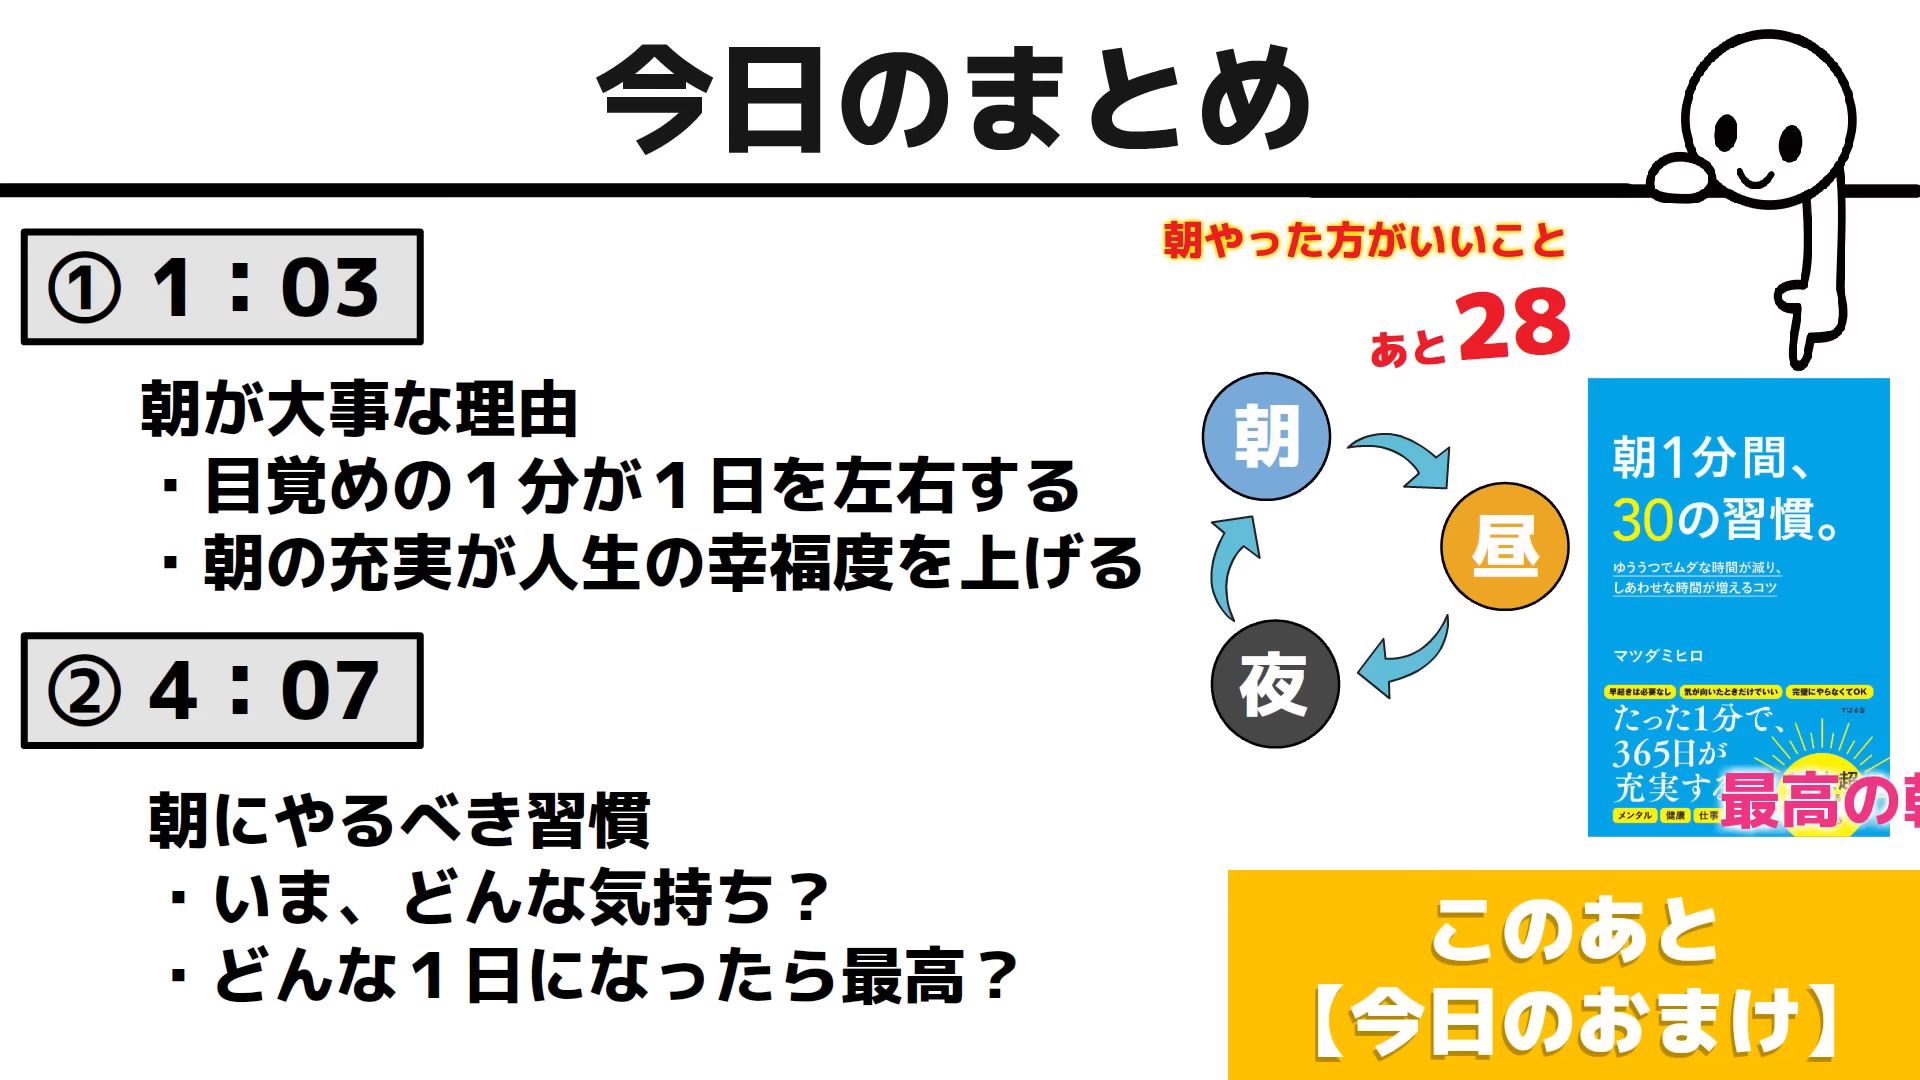 今日のまとめ
① 1：03
朝が大事な理由
・目覚めの１分が１日を左右する
・朝の充実が人生の幸福度を上げる
② 4：07
朝にやるべき習慣
・いま、どんな気持ち？
・どんな１日になったら最高？
朝やった方がいいこと
あと28
朝
昼
夜
朝1分間、
30の習慣。
ゆううつでムダな時間が減り、
しあわせな時間が増えるコツ
マツダミヒロ
早起きは必要なし 気が向いたときだけでいい 完璧にやらなくてOK
すばる舎
たった1分で、
365日が
充実する
超
メンタル 健康 仕事
最高の朝
このあと
【今日のおまけ】